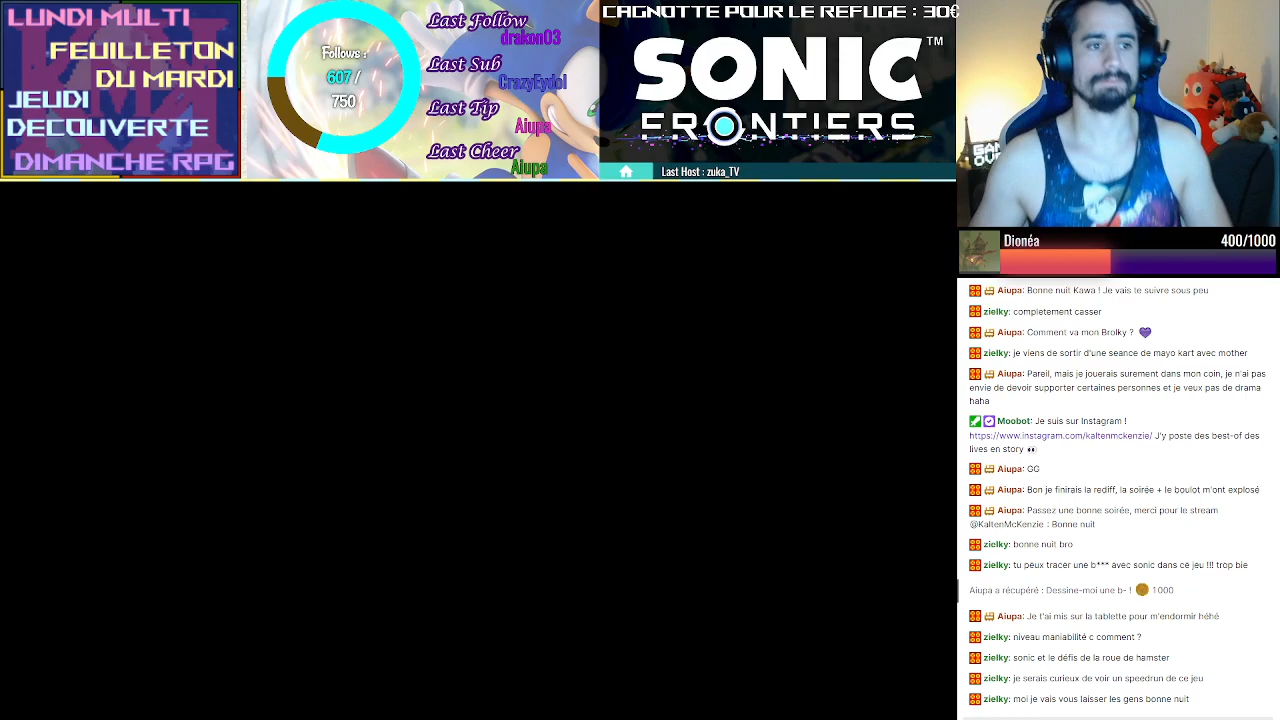 LUNDI MULTI
FEUILLETON
DU MARDI
JEUDI
DECOUVERTE
DIMANCHE RPG
Follows :
607 /
750
Last Follow
drakon03
Last Sub
CrazyEydol
Last Tip
Aiupa
Last Cheer
Aiupa
CAGNOTTE POUR LE REFUGE : 30€
SONIC™
FRONTIERS
Last Host : zuka_TV
GAME
OVER
Dionéa 400/1000
Aiupa: Bonne nuit Kawa ! Je vais te suivre sous peu
zielky: completement casser
Aiupa: Comment va mon Brolky ? 💜
zielky: je viens de sortir d'une seance de mayo kart avec mother
Aiupa: Pareil, mais je jouerais surement dans mon coin, je n'ai pas
envie de devoir supporter certaines personnes et je veux pas de drama
haha
Moobot: Je suis sur Instagram !
https://www.instagram.com/kaltenmckenzie/ J'y poste des best-of des
lives en story 👀
Aiupa: GG
Aiupa: Bon je finirais la rediff, la soirée + le boulot m'ont explosé
Aiupa: Passez une bonne soirée, merci pour le stream
@KaltenMcKenzie : Bonne nuit
zielky: bonne nuit bro
zielky: tu peux tracer une b*** avec sonic dans ce jeu !!! trop bie
Aiupa a récupéré : Dessine-moi une b- ! 1000
Aiupa: Je t'ai mis sur la tablette pour m'endormir héhé
zielky: niveau maniabilité c comment ?
zielky: sonic et le défis de la roue de hamster
zielky: je serais curieux de voir un speedrun de ce jeu
zielky: moi je vais vous laisser les gens bonne nuit